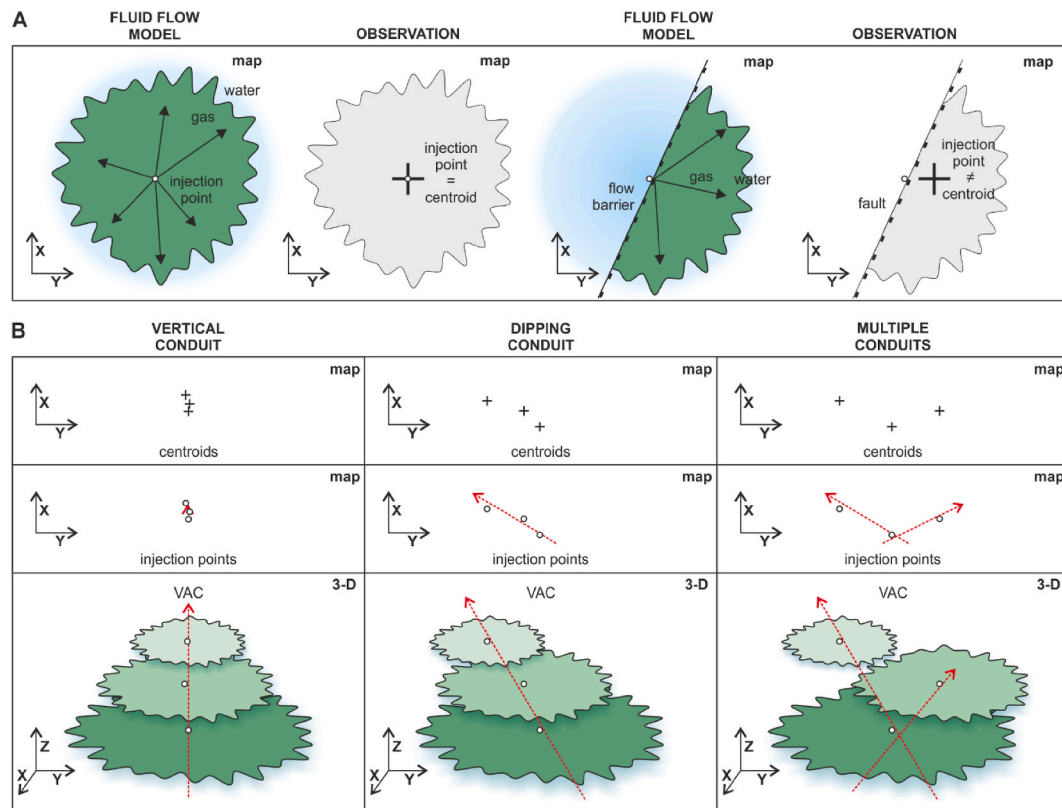 A
FLUID FLOW
MODEL
OBSERVATION
FLUID FLOW
MODEL
OBSERVATION
map
water
gas
injection
point
X
Y
map
injection
point
=
centroid
X
Y
map
gas
water
flow
barrier
X
Y
map
injection
point
≠
centroid
fault
X
Y
B
VERTICAL
CONDUIT
DIPPING
CONDUIT
MULTIPLE
CONDUITS
map
X
Y
centroids
map
X
Y
centroids
map
X
Y
centroids
map
X
Y
injection points
map
X
Y
injection points
map
X
Y
injection points
3-D
VAC
Z
X
Y
3-D
VAC
Z
X
Y
3-D
VAC
Z
X
Y